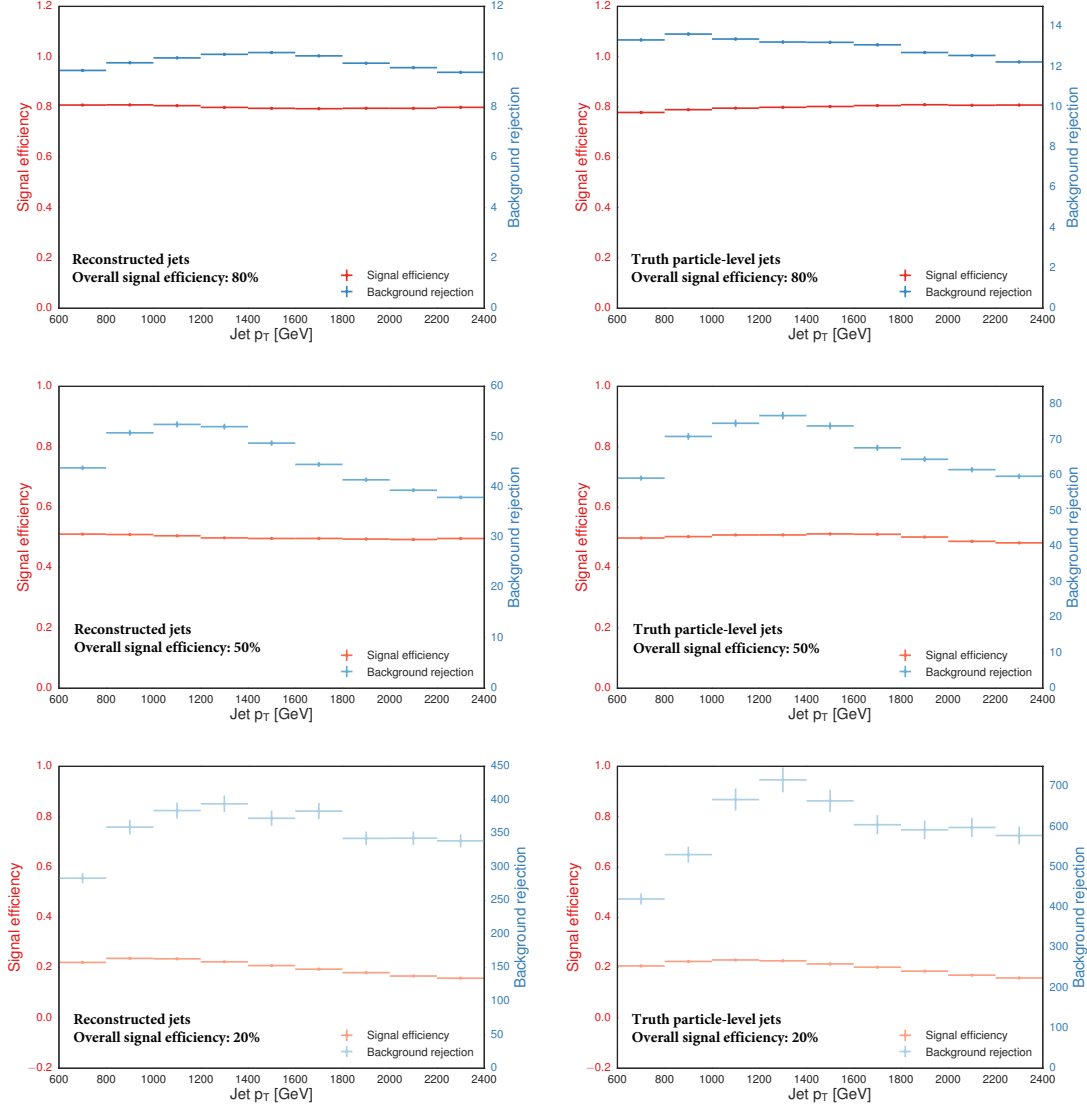 1.2
1.0
0.8
0.6
0.4
0.2
0.0
Signal efficiency
12
10
8
6
4
2
0
Background rejection
Reconstructed jets
Overall signal efficiency: 80%
Signal efficiency
Background rejection
600 800 1000 1200 1400 1600 1800 2000 2200 2400
Jet pT [GeV]
1.2
1.0
0.8
0.6
0.4
0.2
0.0
Signal efficiency
14
12
10
8
6
4
2
0
Background rejection
Truth particle-level jets
Overall signal efficiency: 80%
Signal efficiency
Background rejection
600 800 1000 1200 1400 1600 1800 2000 2200 2400
Jet pT [GeV]
1.0
0.8
0.6
0.4
0.2
0.0
Signal efficiency
60
50
40
30
20
10
0
Background rejection
Reconstructed jets
Overall signal efficiency: 50%
Signal efficiency
Background rejection
600 800 1000 1200 1400 1600 1800 2000 2200 2400
Jet pT [GeV]
1.0
0.8
0.6
0.4
0.2
0.0
Signal efficiency
80
70
60
50
40
30
20
10
0
Background rejection
Truth particle-level jets
Overall signal efficiency: 50%
Signal efficiency
Background rejection
600 800 1000 1200 1400 1600 1800 2000 2200 2400
Jet pT [GeV]
1.0
0.8
0.6
0.4
0.2
0.0
−0.2
Signal efficiency
450
400
350
300
250
200
150
100
50
0
Background rejection
Reconstructed jets
Overall signal efficiency: 20%
Signal efficiency
Background rejection
600 800 1000 1200 1400 1600 1800 2000 2200 2400
Jet pT [GeV]
1.0
0.8
0.6
0.4
0.2
0.0
−0.2
Signal efficiency
700
600
500
400
300
200
100
0
Background rejection
Truth particle-level jets
Overall signal efficiency: 20%
Signal efficiency
Background rejection
600 800 1000 1200 1400 1600 1800 2000 2200 2400
Jet pT [GeV]